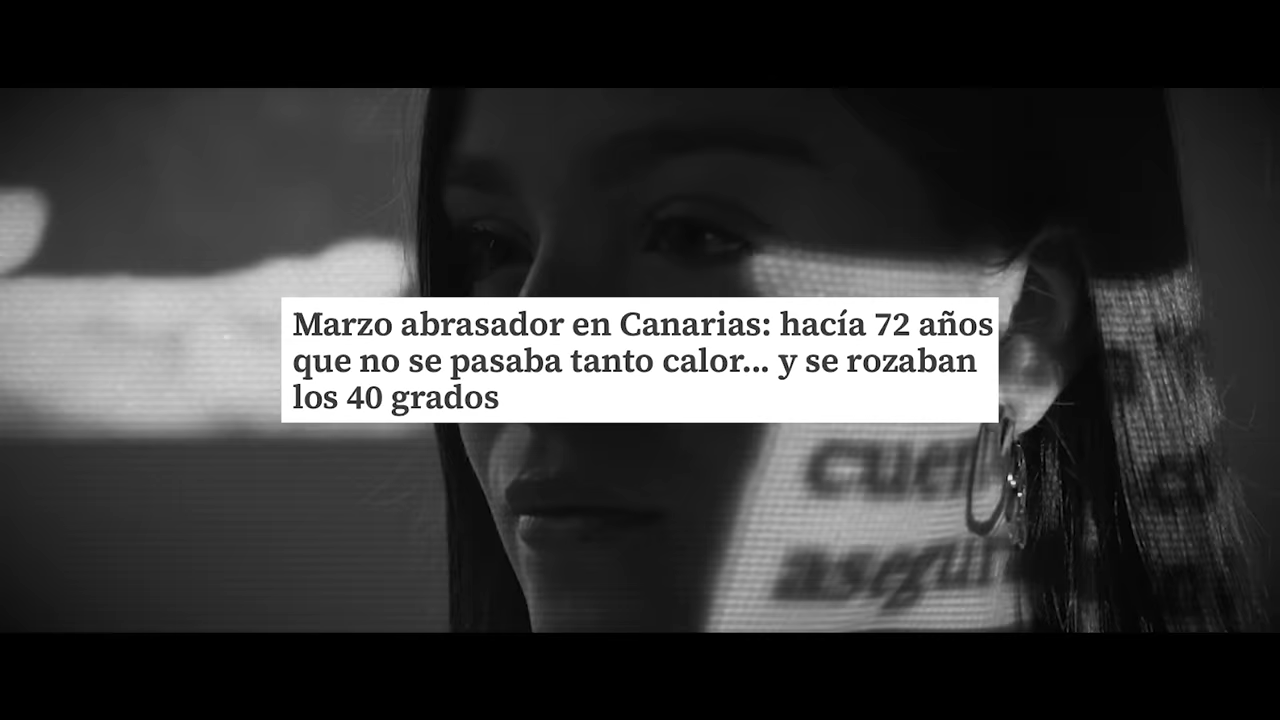 Marzo abrasador en Canarias: hacía 72 años
que no se pasaba tanto calor... y se rozaban
los 40 grados